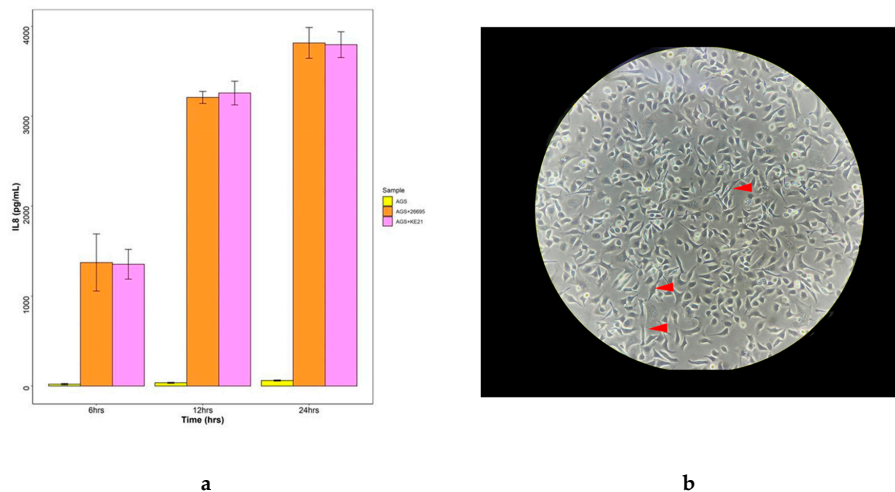 4000
3000
2000
1000
0
IL8 (pg/mL)
6hrs
12hrs
24hrs
Time (hrs)
Sample
AGS
AGS+26695
AGS+KE21
a
b